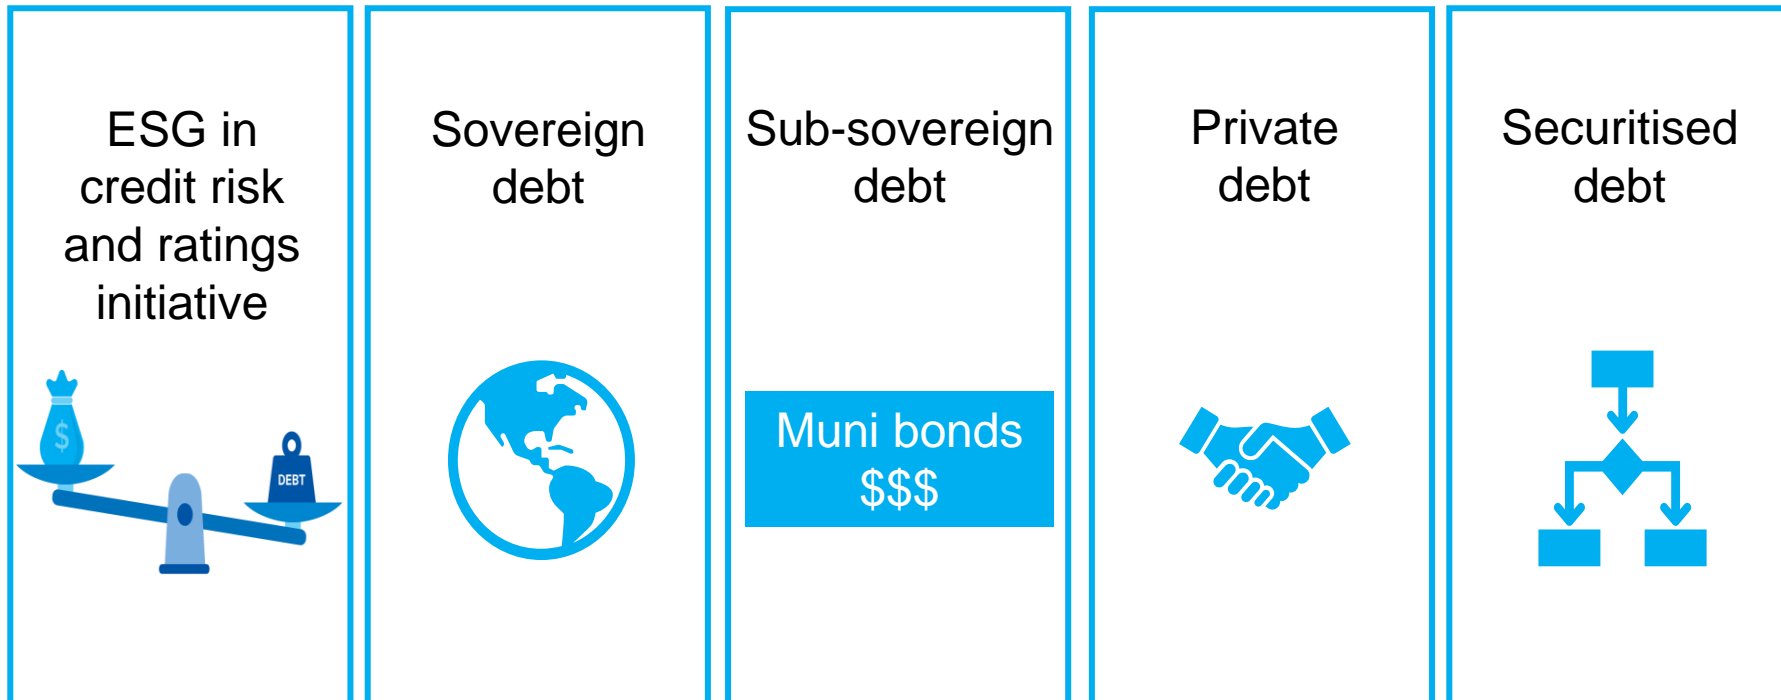 ESG in
credit risk
and ratings
initiative
$
DEBT
Sovereign
debt
Sub-sovereign
debt
Muni bonds
$$$
Private
debt
Securitised
debt